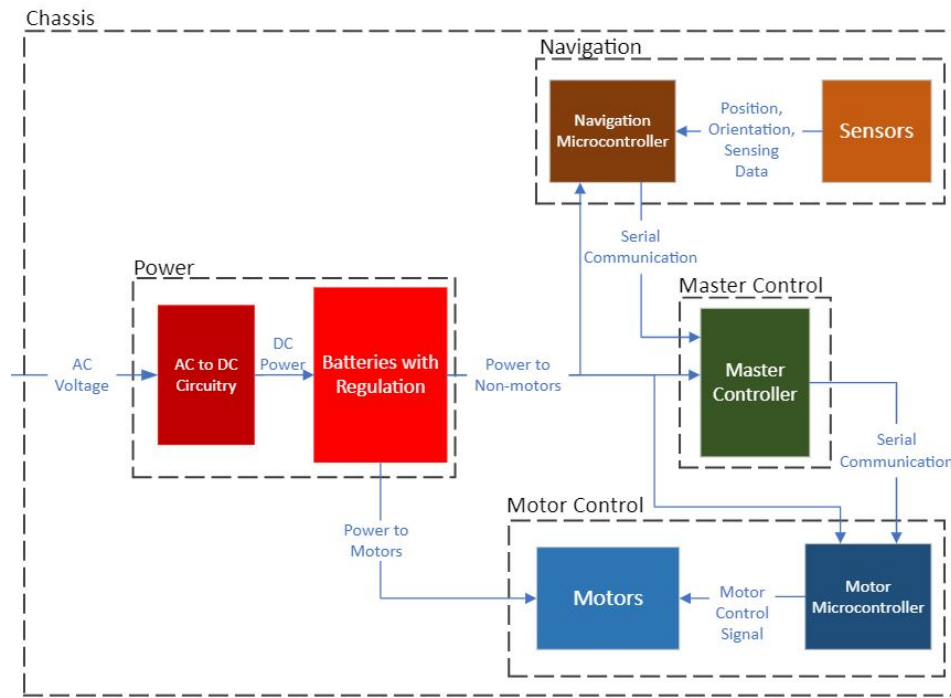 Chassis
Navigation
Navigation
Microcontroller
Position,
Orientation,
Sensing
Data
Sensors
Serial
Communication
Power
AC
Voltage
AC to DC
Circuitry
DC
Power
Batteries with
Regulation
Power to
Non-motors
Master Control
Master
Controller
Serial
Communication
Power to
Motors
Motor Control
Motors
Motor
Control
Signal
Motor
Microcontroller